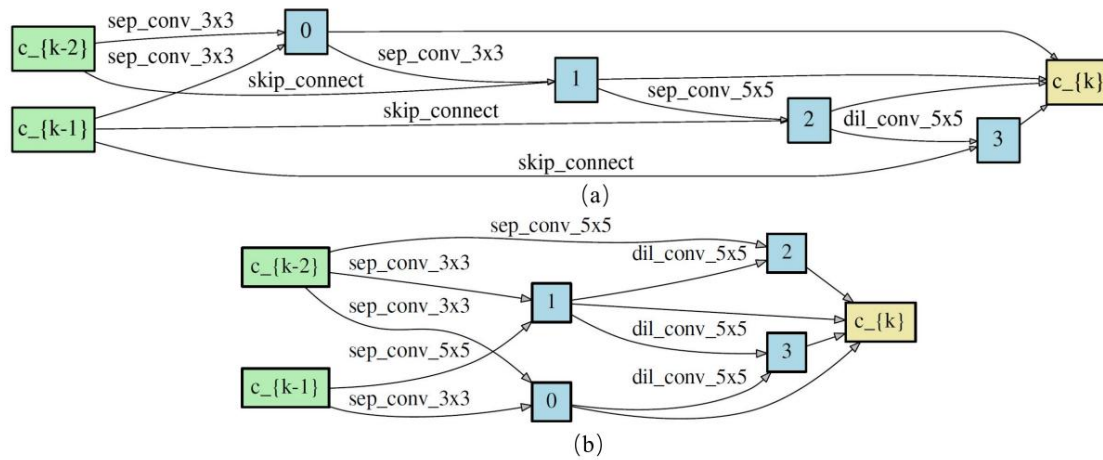 c_{k-2}
sep_conv_3x3
0
sep_conv_3x3
sep_conv_3x3
skip_connect
1
sep_conv_5x5
c_{k}
c_{k-1}
skip_connect
2
dil_conv_5x5
3
skip_connect
(a)
sep_conv_5x5
c_{k-2}
sep_conv_3x3
dil_conv_5x5
2
sep_conv_3x3
1
c_{k}
sep_conv_5x5
dil_conv_5x5
3
c_{k-1}
dil_conv_5x5
sep_conv_3x3
0
(b)